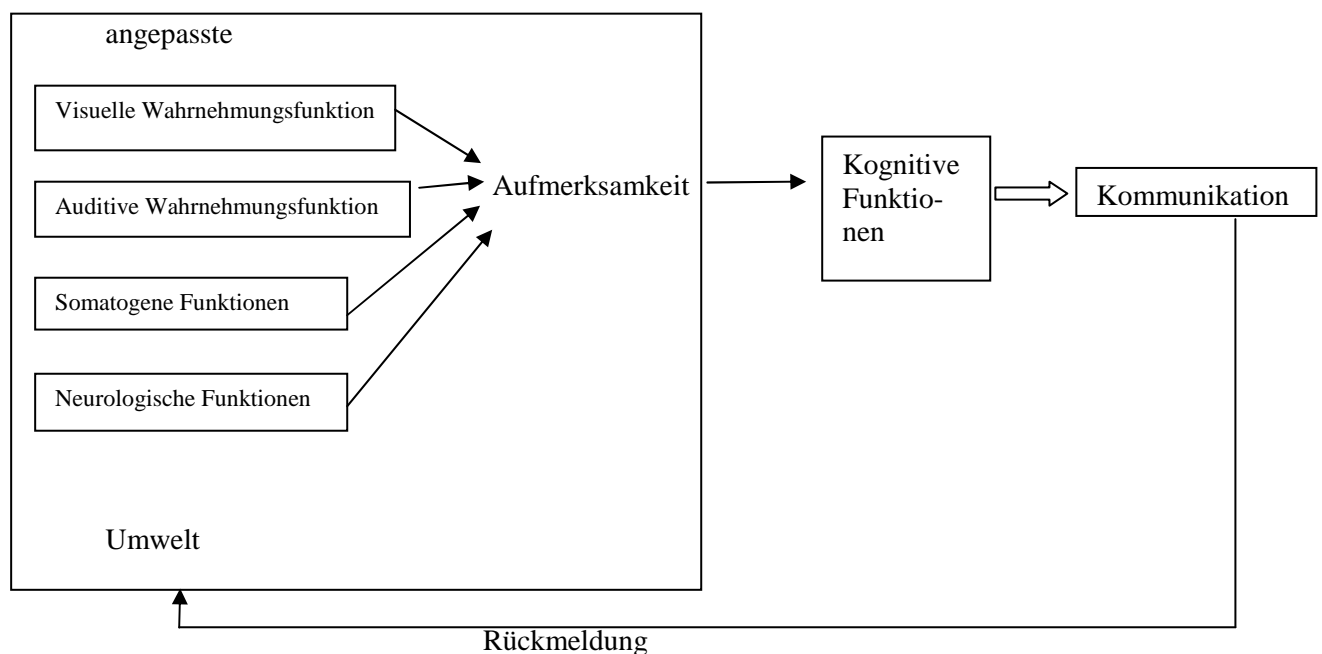 angepasste
Visuelle Wahrnehmungsfunktion
Auditive Wahrnehmungsfunktion
Somatogene Funktionen
Neurologische Funktionen
Umwelt
Aufmerksamkeit
Kognitive
Funktio-
nen
Kommunikation
Rückmeldung